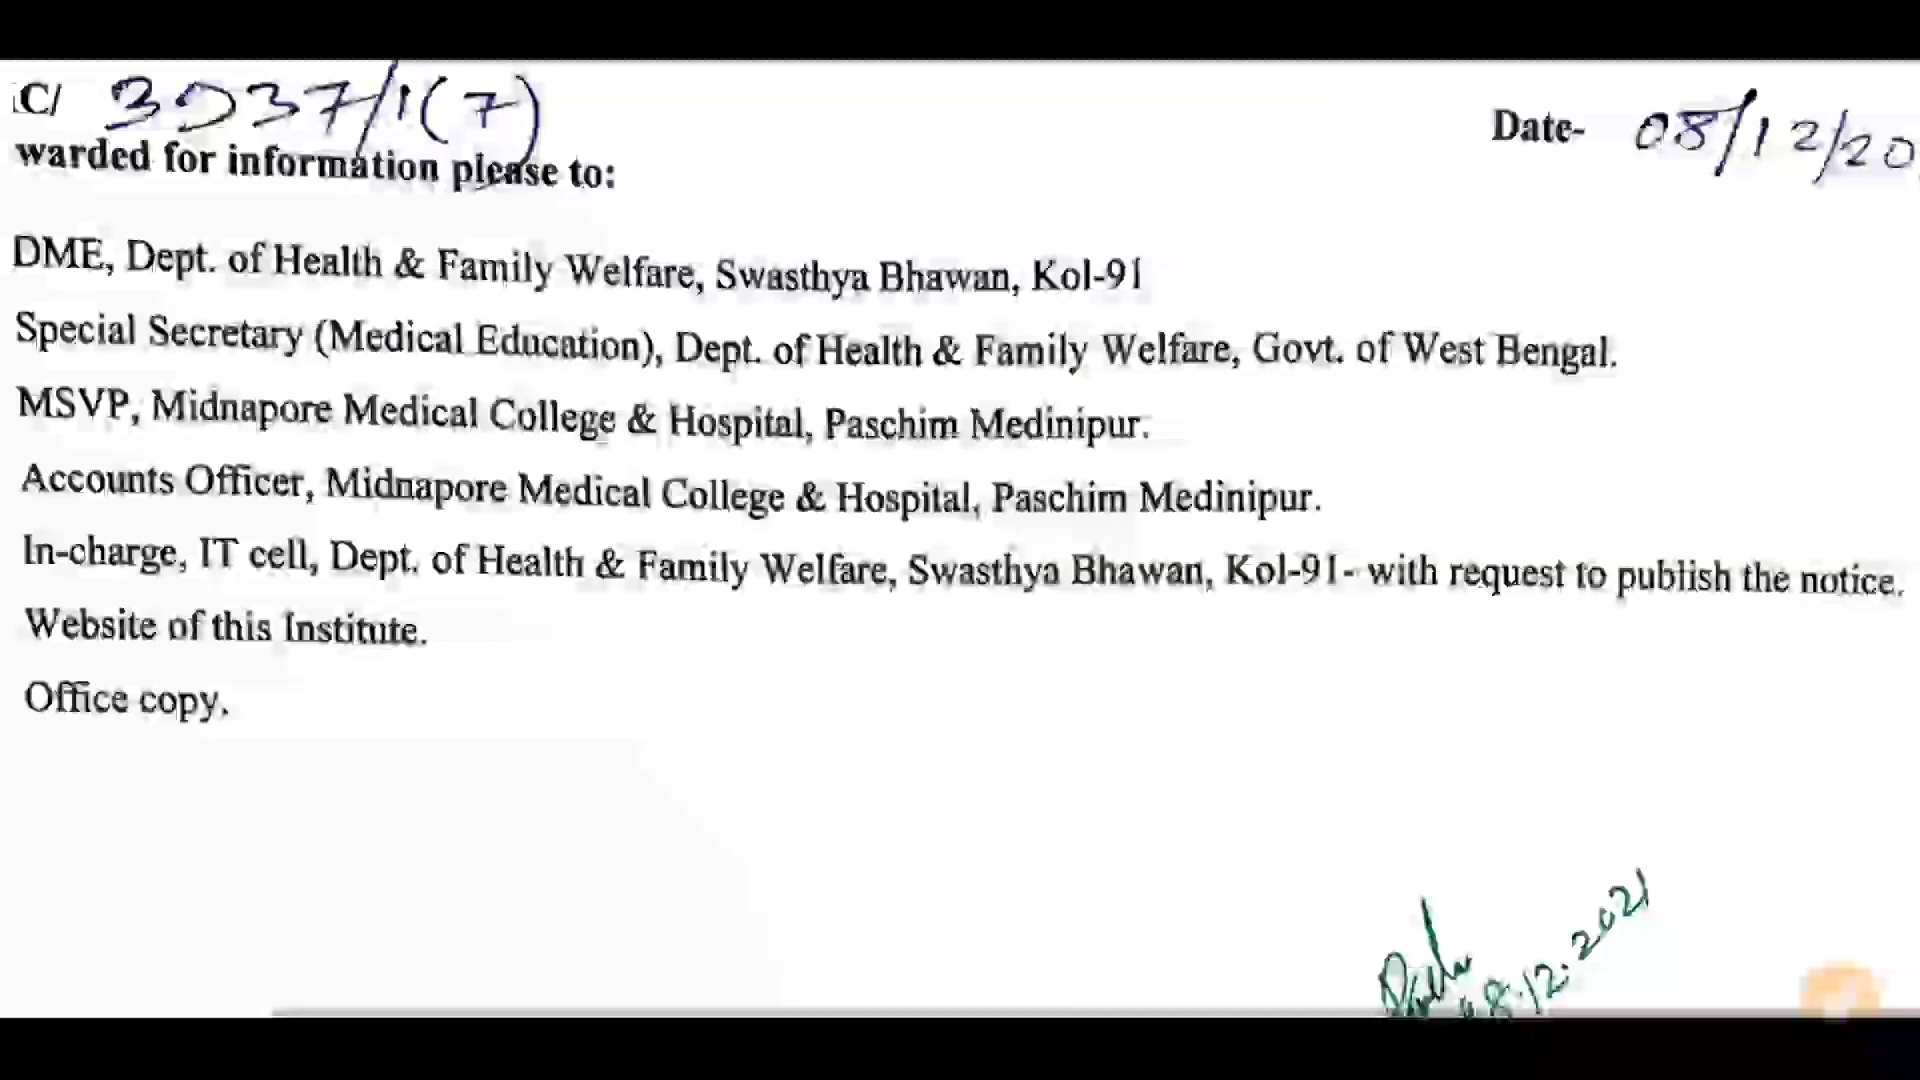 C/ 3037/1(7) Date- 08/12/20
warded for information please to:
DME, Dept. of Health & Family Welfare, Swasthya Bhawan, Kol-91
Special Secretary (Medical Education), Dept. of Health & Family Welfare, Govt. of West Bengal.
MSVP, Midnapore Medical College & Hospital, Paschim Medinipur.
Accounts Officer, Midnapore Medical College & Hospital, Paschim Medinipur.
In-charge, IT cell, Dept. of Health & Family Welfare, Swasthya Bhawan, Kol-91- with request to publish the notice.
Website of this Institute.
Office copy.
08.12.2021